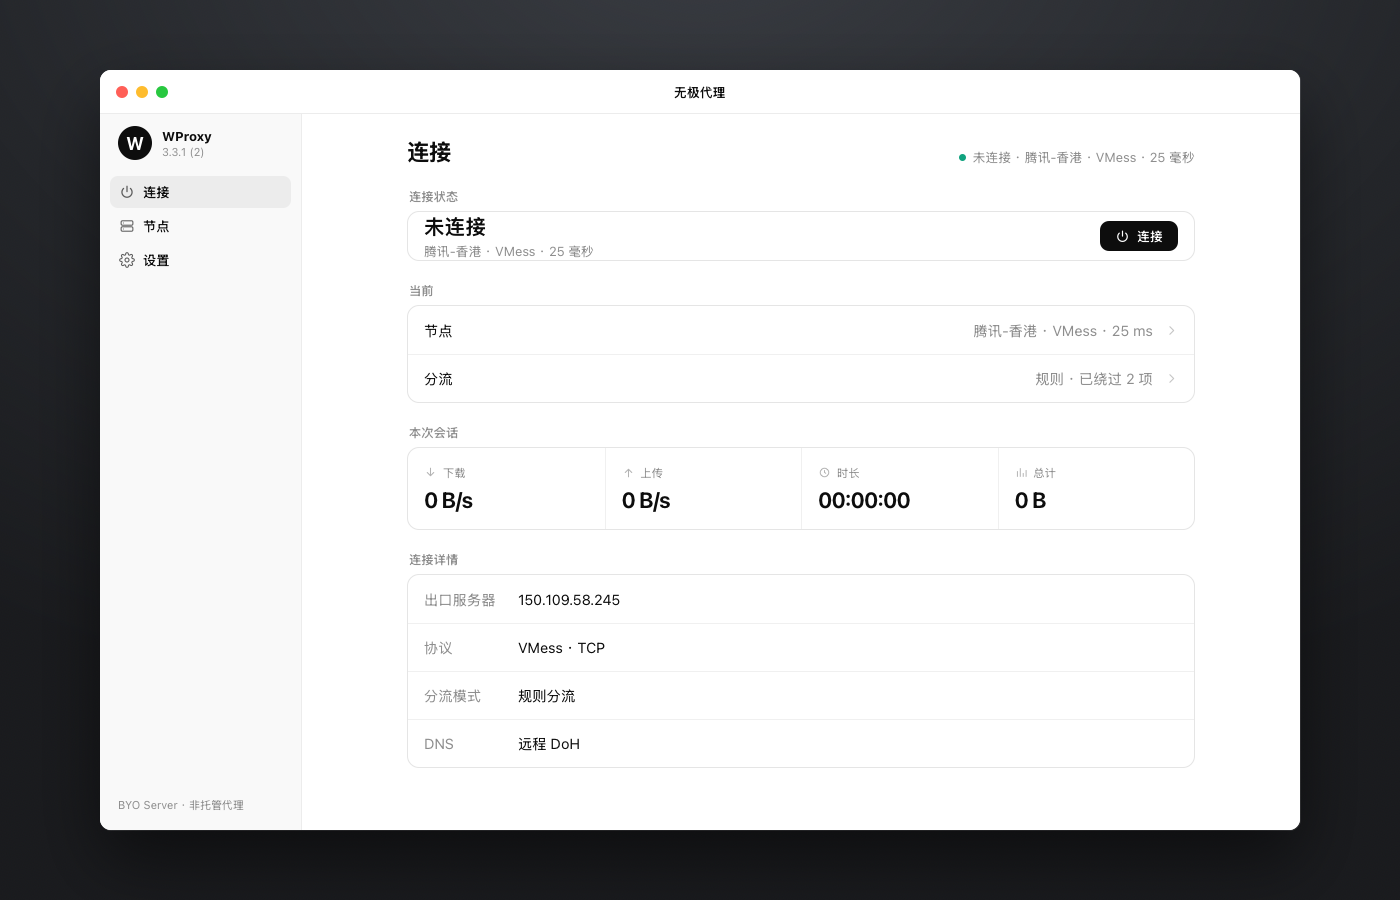 无极代理
W
WProxy
3.3.1 (2)
连接
节点
设置
BYO Server · 非托管代理
连接
未连接 · 腾讯-香港 · VMess · 25 毫秒
连接状态
未连接
腾讯-香港 · VMess · 25 毫秒
连接
当前
节点
腾讯-香港 · VMess · 25 ms
分流
规则 · 已绕过 2 项
本次会话
下载
0 B/s
上传
0 B/s
时长
00:00:00
总计
0 B
连接详情
出口服务器 150.109.58.245
协议 VMess · TCP
分流模式 规则分流
DNS 远程 DoH